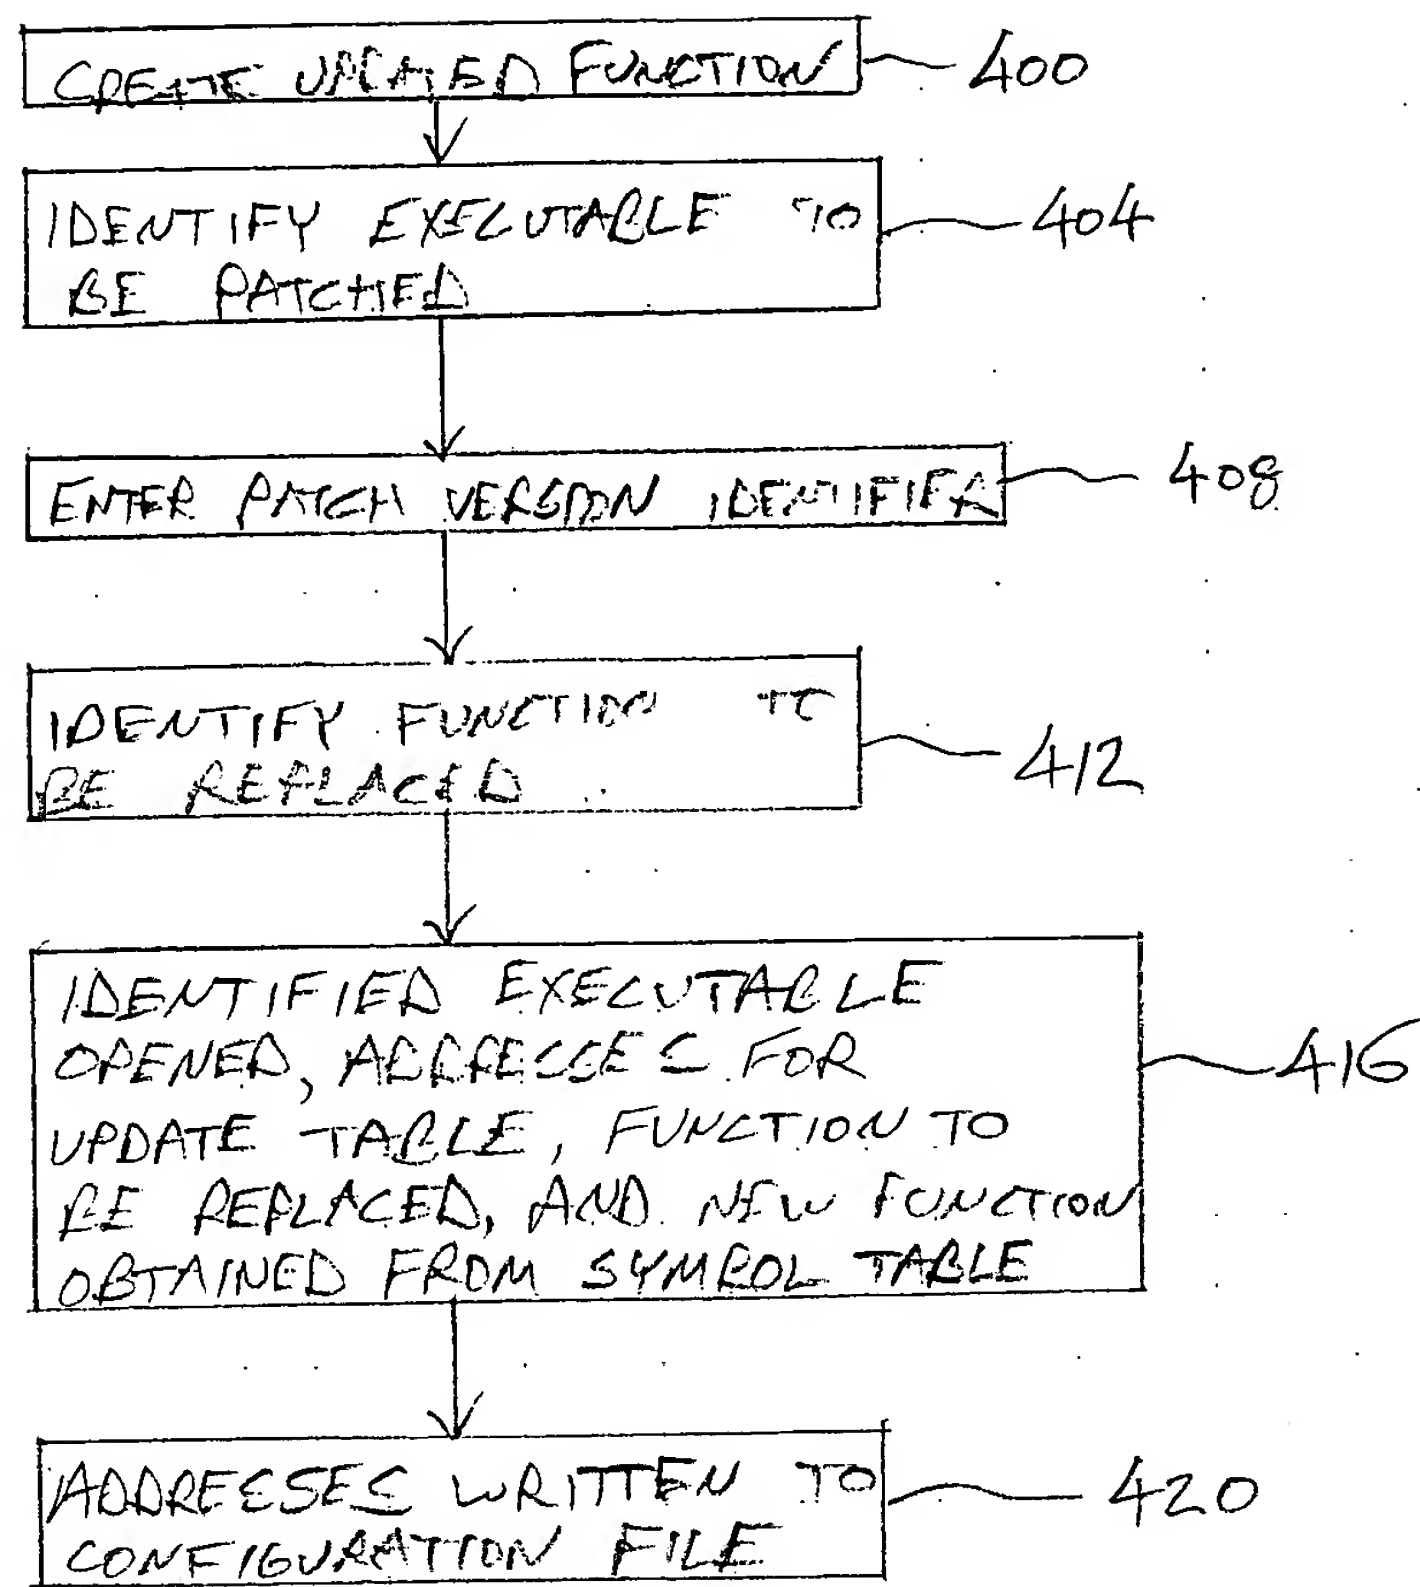 CREATE UPDATED FUNCTION
400
IDENTIFY EXECUTABLE TO
BE PATCHED
404
ENTER PATCH VERSION IDENTIFIER
408
IDENTIFY FUNCTION TO
BE REPLACED
412
IDENTIFIED EXECUTABLE
OPENED, ADDRESSES FOR
UPDATE TABLE, FUNCTION TO
BE REPLACED, AND NEW FUNCTION
OBTAINED FROM SYMBOL TABLE
416
ADDRESSES WRITTEN TO
CONFIGURATION FILE
420